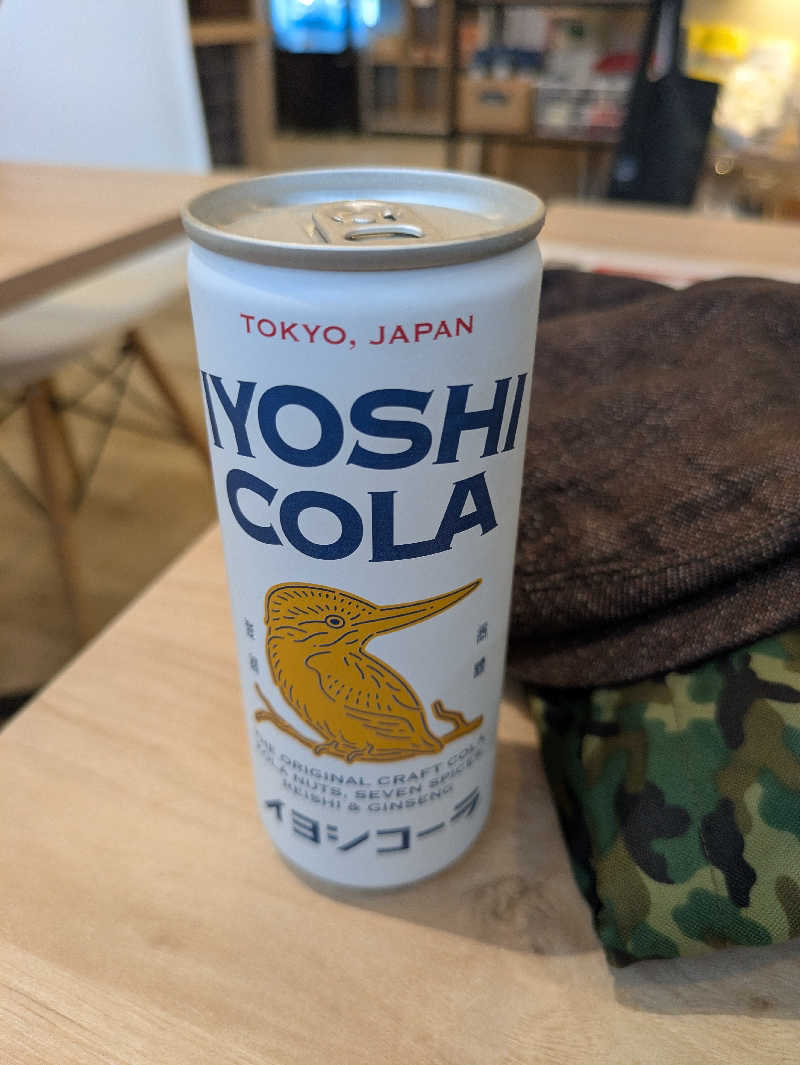 TOKYO, JAPAN
IYOSHI
COLA
THE ORIGINAL CRAFT COLA
KOLA NUTS, SEVEN SPICES,
REISHI & GINSENG
イヨシコーラ